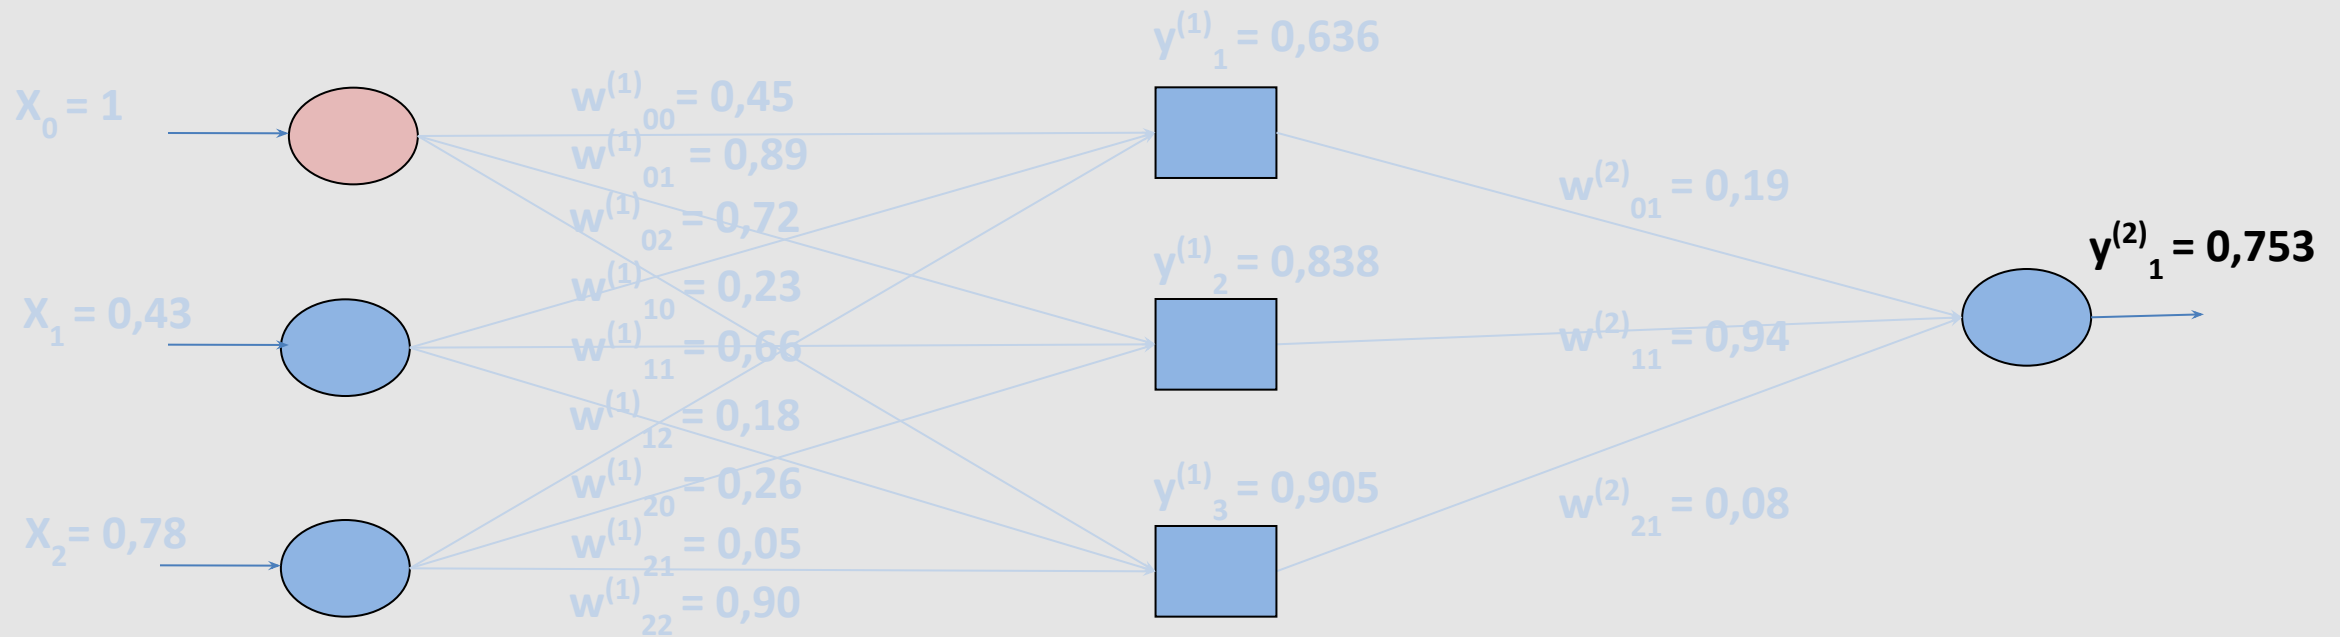 X0 = 1
X1 = 0,43
X2= 0,78
w(1)00= 0,45
w(1)01 = 0,89
w(1)02 = 0,72
w(1)10 = 0,23
w(1)11 = 0,66
w(1)12 = 0,18
w(1)20 = 0,26
w(1)21 = 0,05
w(1)22 = 0,90
y(1)1 = 0,636
y(1)2 = 0,838
y(1)3 = 0,905
w(2)01 = 0,19
w(2)11 = 0,94
w(2)21 = 0,08
y(2)1 = 0,753